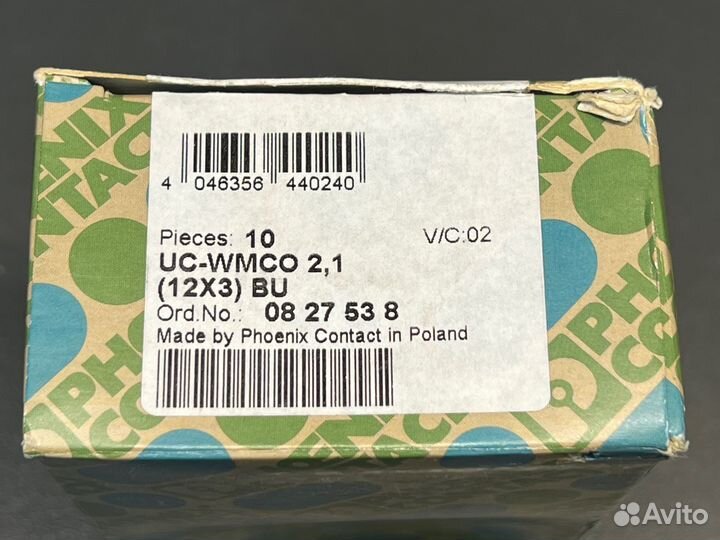 4 046356 440240
Pieces: 10 V/C:02
UC-WMCO 2,1
(12X3) BU
Ord.No.: 08 27 53 8
Made by Phoenix Contact in Poland
Avito